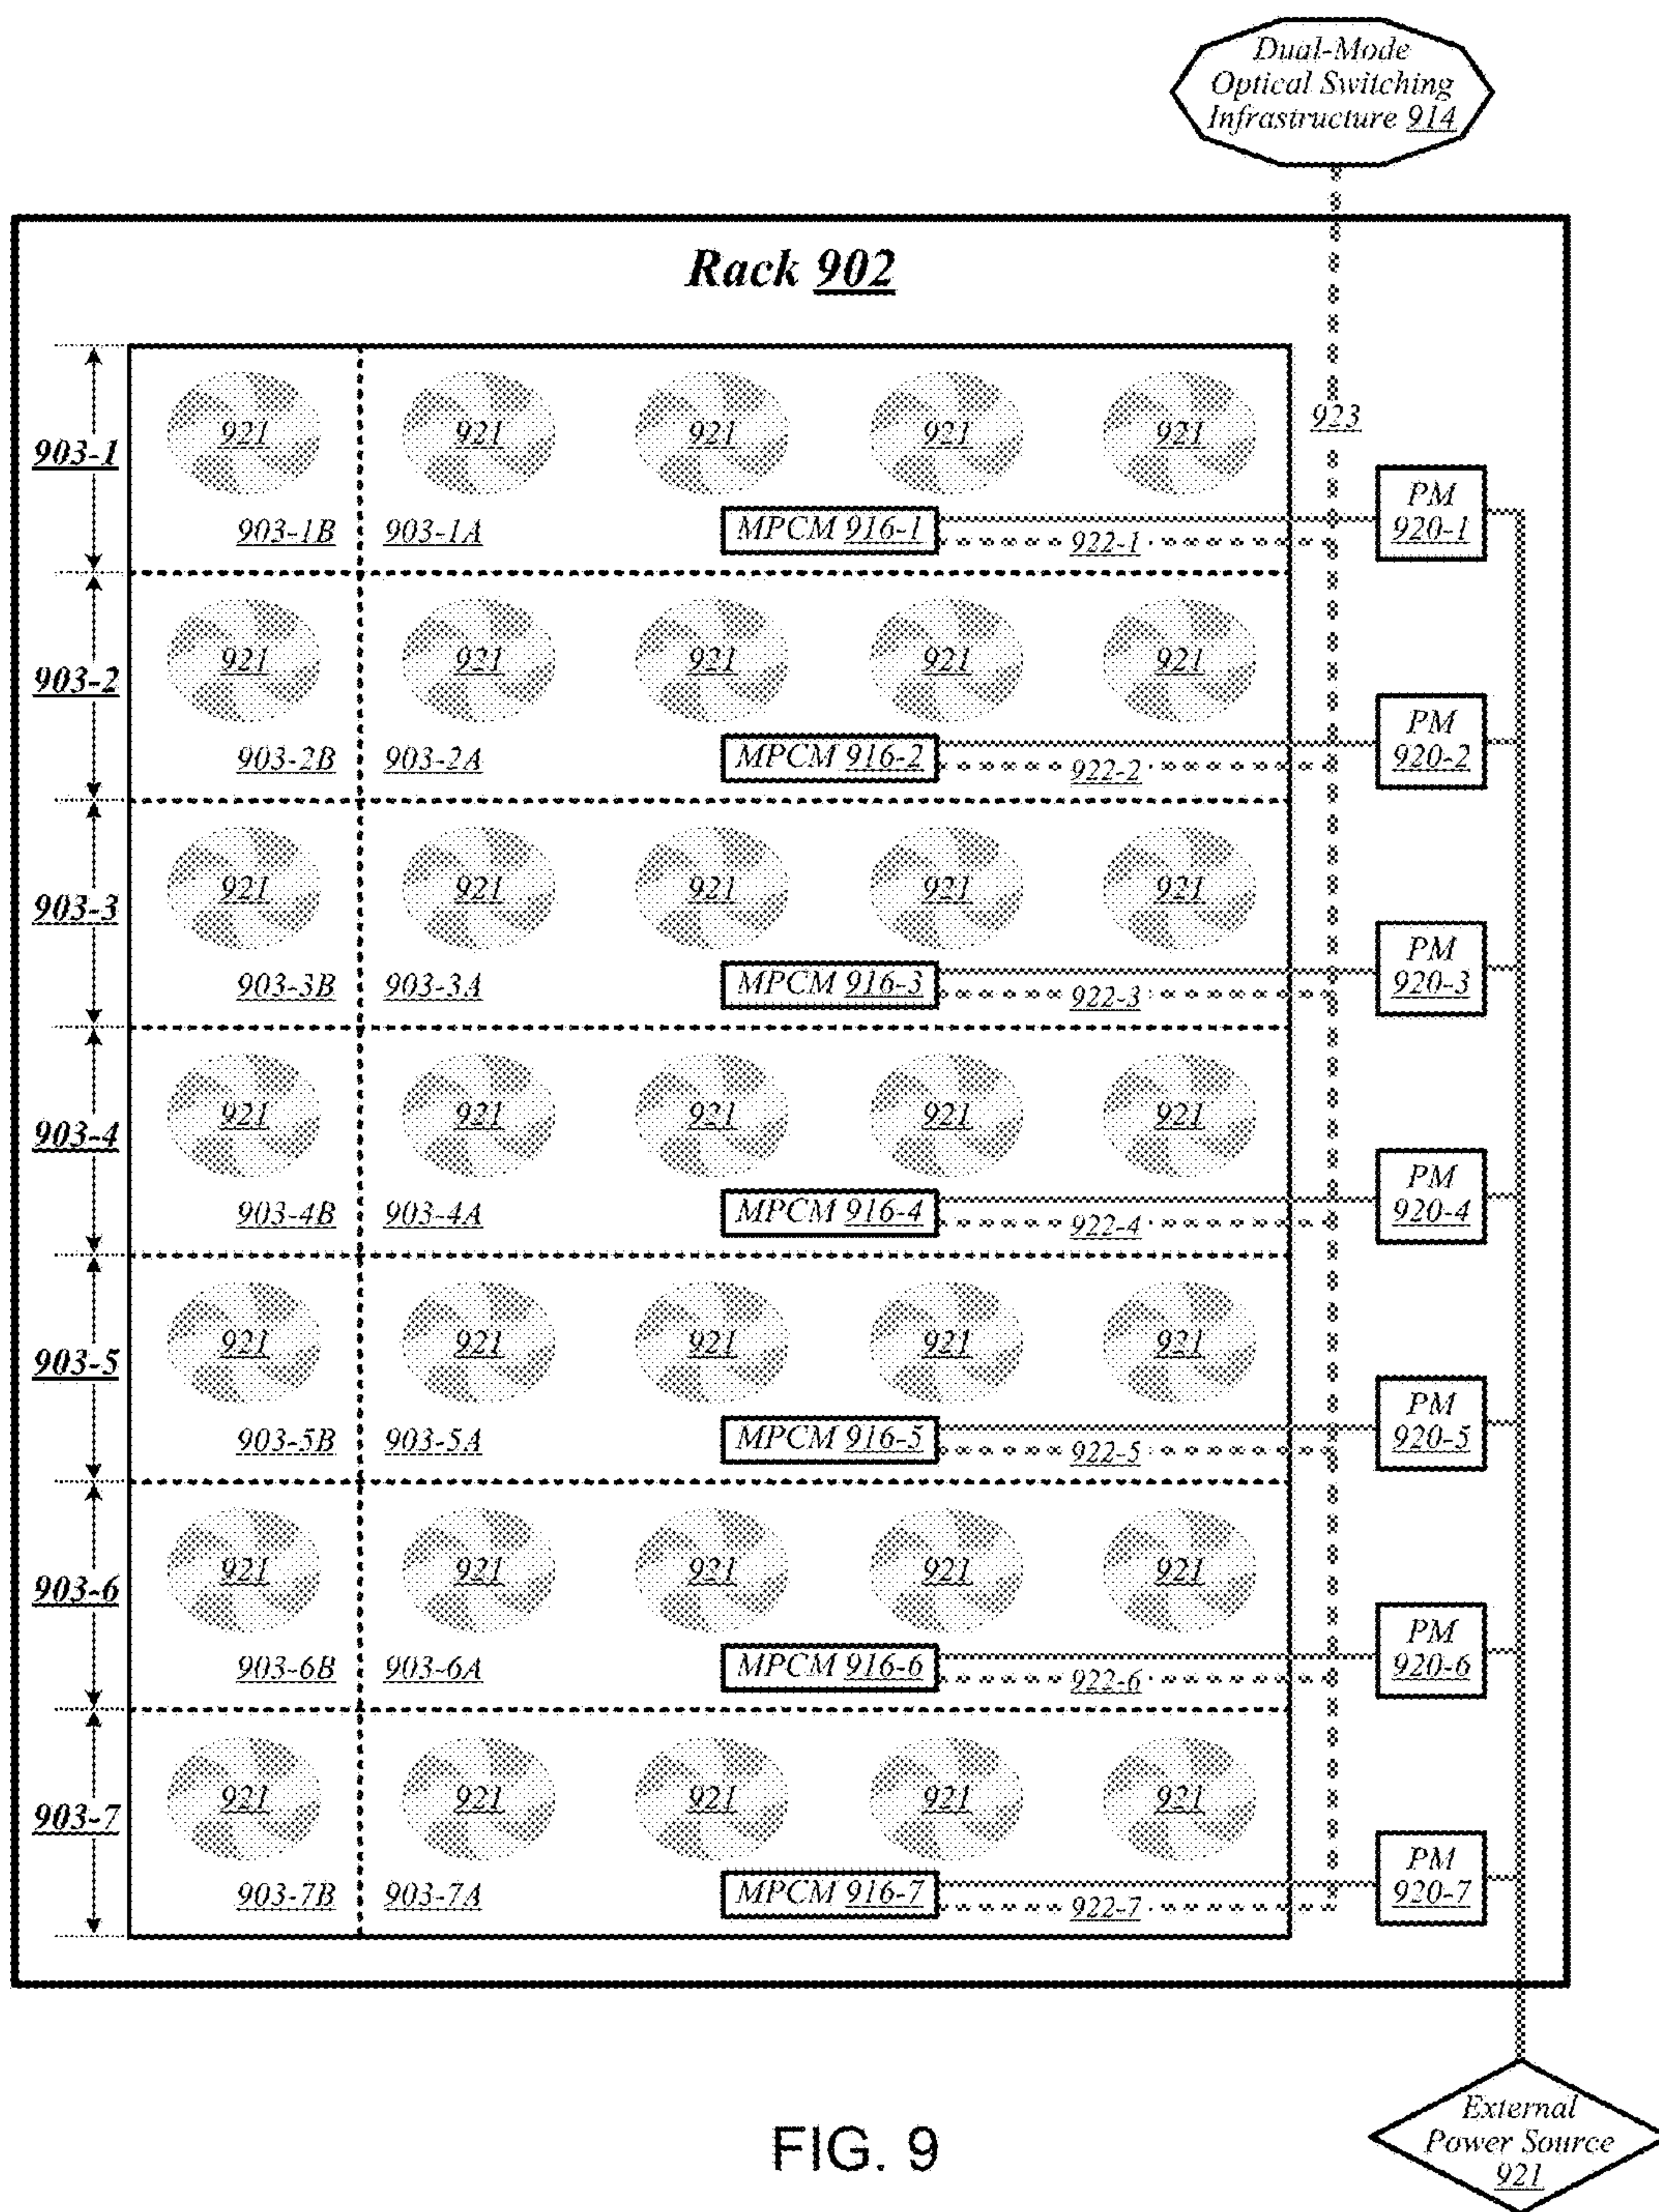 Dual-Mode
Optical Switching
Infrastructure 914
Rack 902
923
903-1
921 921 921 921 921
903-1B 903-1A MPCM 916-1 922-1
PM
920-1
903-2
921 921 921 921 921
903-2B 903-2A MPCM 916-2 922-2
PM
920-2
903-3
921 921 921 921 921
903-3B 903-3A MPCM 916-3 922-3
PM
920-3
903-4
921 921 921 921 921
903-4B 903-4A MPCM 916-4 922-4
PM
920-4
903-5
921 921 921 921 921
903-5B 903-5A MPCM 916-5 922-5
PM
920-5
903-6
921 921 921 921 921
903-6B 903-6A MPCM 916-6 922-6
PM
920-6
903-7
921 921 921 921 921
903-7B 903-7A MPCM 916-7 922-7
PM
920-7
External
Power Source
921
FIG. 9